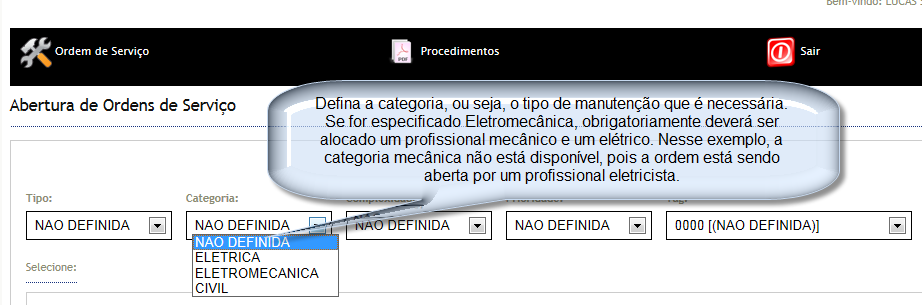 Bem-vindo: LUCAS
Ordem de Serviço
PDF
Procedimentos
Sair
Abertura de Ordens de Serviço
Defina a categoria, ou seja, o tipo de manutenção que é necessária.
Se for especificado Eletromecânica, obrigatoriamente deverá ser
alocado um profissional mecânico e um elétrico. Nesse exemplo, a
categoria mecânica não está disponível, pois a ordem está sendo
aberta por um profissional eletricista.
Tipo:
Categoria:
NAO DEFINIDA
NAO DEFINIDA
NAO DEFINIDA
NAO DEFINIDA
0000 [(NAO DEFINIDA)]
NAO DEFINIDA
ELETRICA
ELETROMECANICA
CIVIL
Selecione: